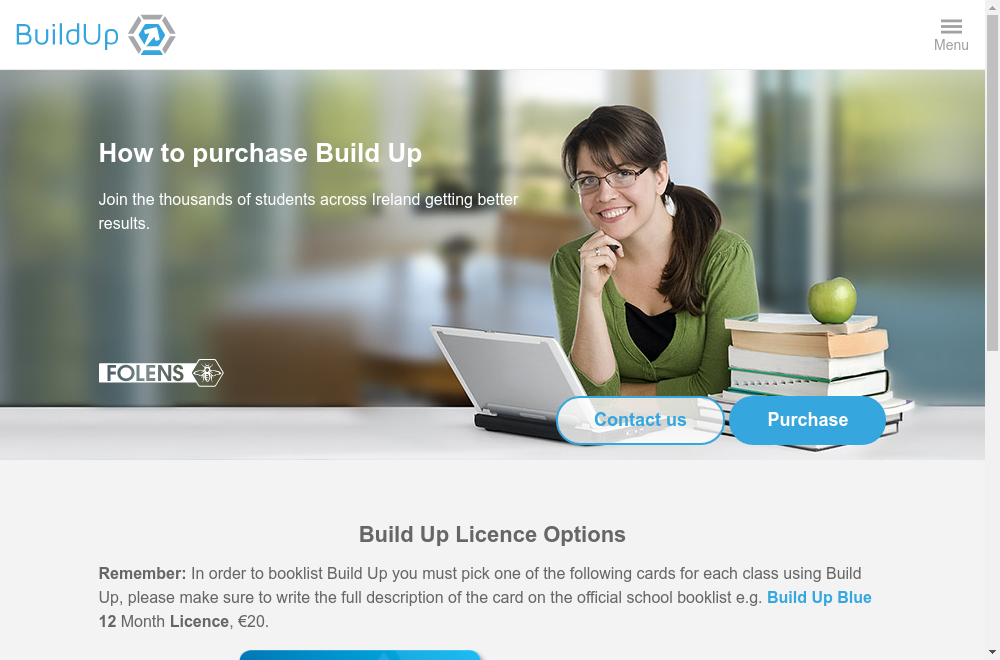 BuildUp
Menu
How to purchase Build Up
Join the thousands of students across Ireland getting better
results.
FOLENS
Contact us
Purchase
Build Up Licence Options
Remember: In order to booklist Build Up you must pick one of the following cards for each class using Build
Up, please make sure to write the full description of the card on the official school booklist e.g. Build Up Blue
12 Month Licence, €20.